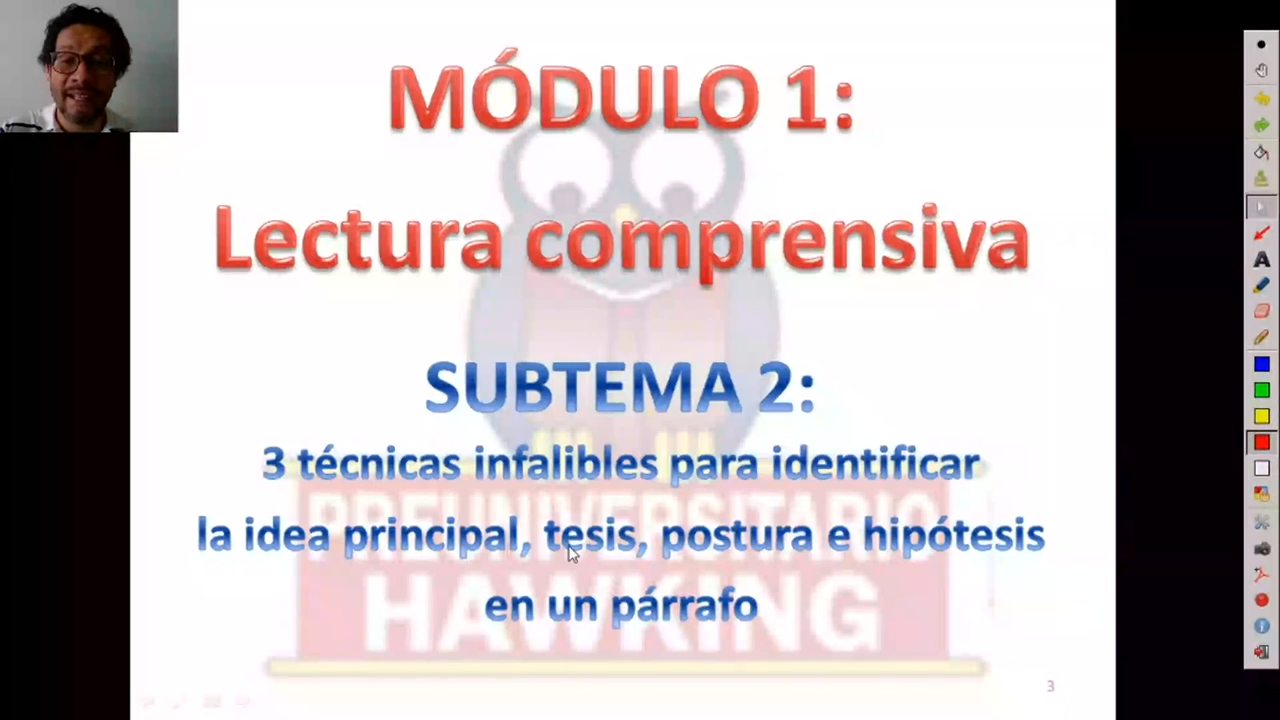 MÓDULO 1:
Lectura comprensiva
SUBTEMA 2:
3 técnicas infalibles para identificar
la idea principal, tesis, postura e hipótesis
en un párrafo
PREUNIVERSITARIO
HAWKING
3